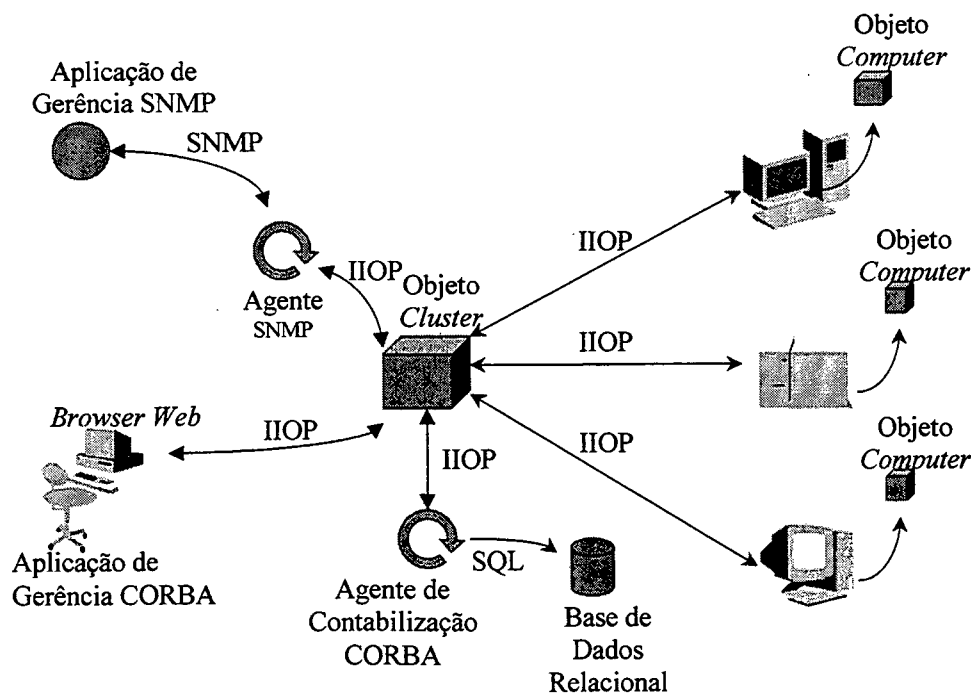 Objeto
Computer
Aplicação de
Gerência SNMP
SNMP
IIOP
Objeto
Computer
IIOP
Objeto
Cluster
Agente
SNMP
IIOP
Browser Web
IIOP
IIOP
IIOP
Objeto
Computer
Aplicação de
Gerência CORBA
SQL
Agente de
Contabilização
CORBA
Base de
Dados
Relacional